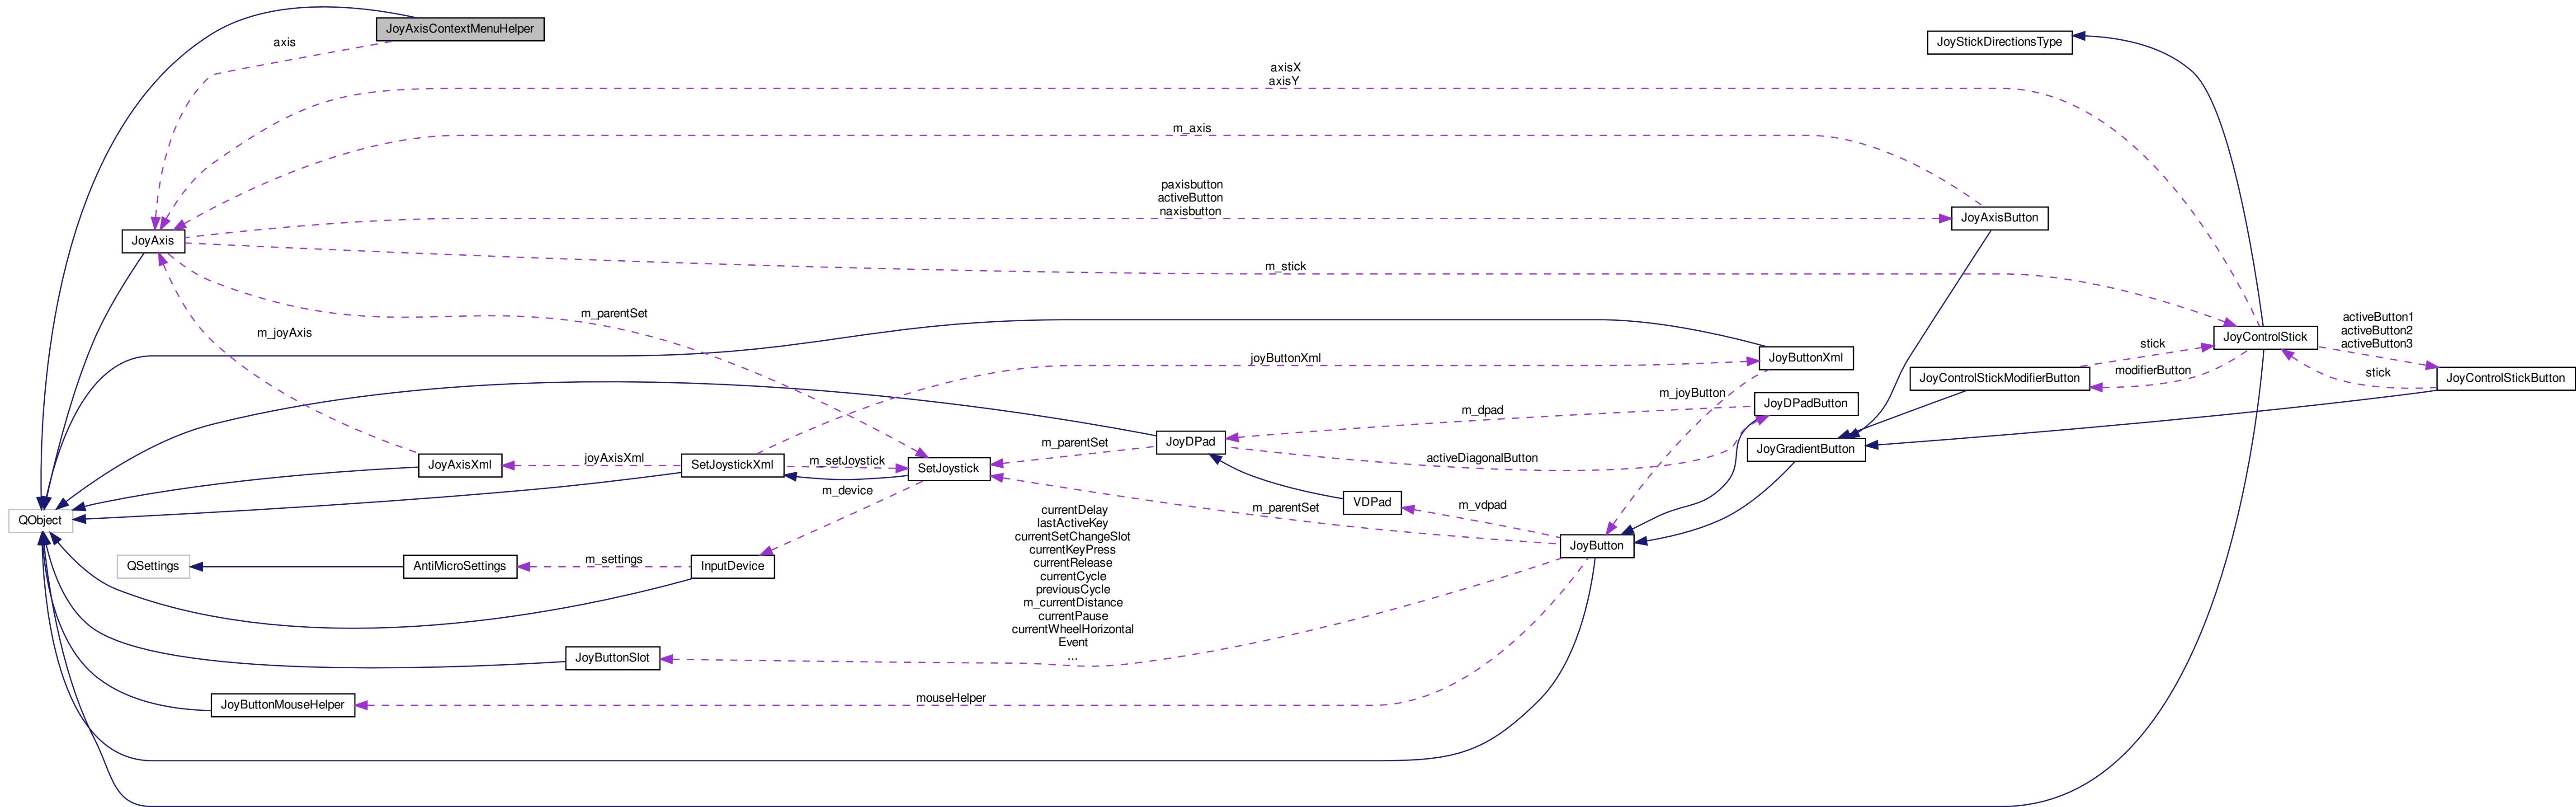 JoyAxisContextMenuHelper
JoyStickDirectionsType
axis
axisX
axisY
m_axis
paxisbutton
activeButton
naxisbutton
JoyAxisButton
JoyAxis
m_stick
m_parentSet
m_joyAxis
activeButton1
activeButton2
activeButton3
JoyControlStick
stick
modifierButton
stick
JoyControlStickModifierButton
JoyControlStickButton
joyButtonXml
JoyButtonXml
m_joyButton
JoyDPadButton
m_dpad
JoyDPad
m_parentSet
activeDiagonalButton
JoyGradientButton
JoyAxisXml
joyAxisXml
SetJoystickXml
m_setJoystick
SetJoystick
m_device
VDPad
m_vdpad
m_parentSet
QObject
JoyButton
currentDelay
lastActiveKey
currentSetChangeSlot
currentKeyPress
currentRelease
currentCycle
previousCycle
m_currentDistance
currentPause
currentWheelHorizontal
Event
...
QSettings
AntiMicroSettings
m_settings
InputDevice
JoyButtonSlot
JoyButtonMouseHelper
mouseHelper